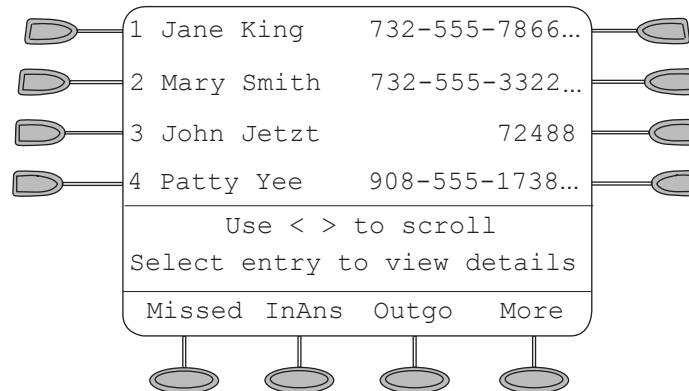 1 Jane King 732-555-7866...
2 Mary Smith 732-555-3322...
3 John Jetzt 72488
4 Patty Yee 908-555-1738...
Use < > to scroll
Select entry to view details
Missed InAns Outgo More